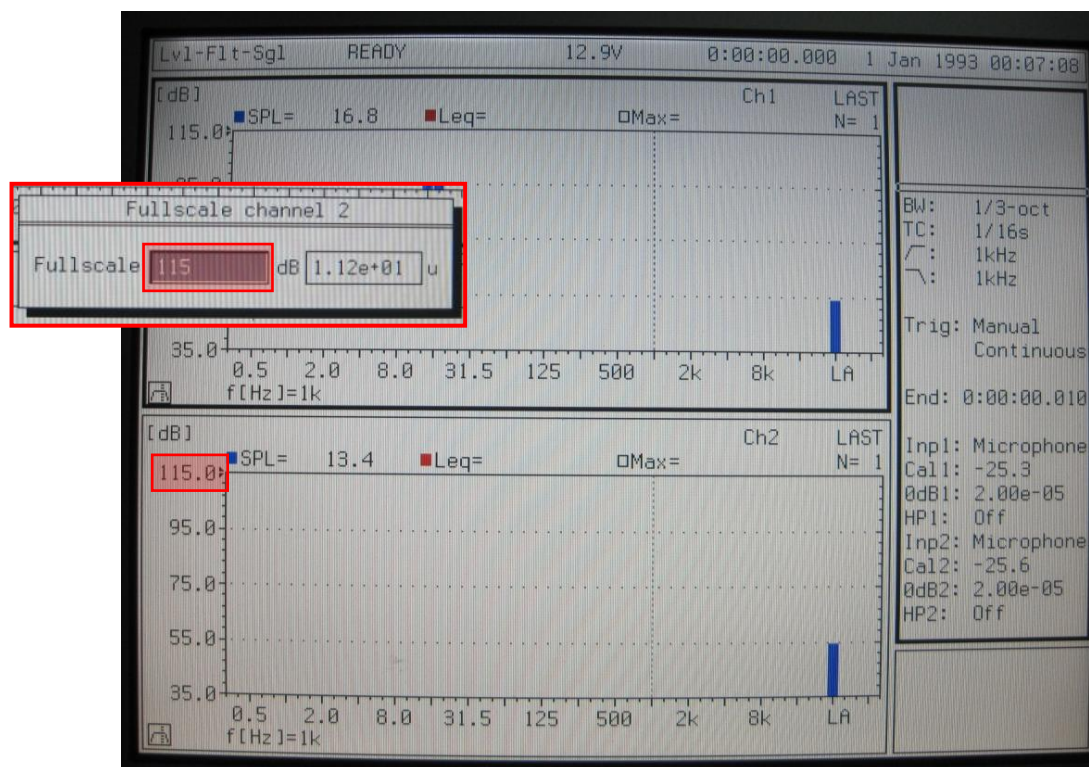 Lvl-Flt-Sgl READY 12.9V 0:00:00.000 1 Jan 1993 00:07:08
[dB] Ch1 LAST
SPL= 16.8 Leq= Max= N= 1
115.0
Fullscale channel 2
Fullscale 115 dB 1.12e+01 u
35.0
0.5 2.0 8.0 31.5 125 500 2k 8k LA
f[Hz]=1k
[dB] Ch2 LAST
SPL= 13.4 Leq= Max= N= 1
115.0
95.0
75.0
55.0
35.0
0.5 2.0 8.0 31.5 125 500 2k 8k LA
f[Hz]=1k
BW: 1/3-oct
TC: 1/16s
: 1kHz
: 1kHz
Trig: Manual
Continuous
End: 0:00:00.010
Inp1: Microphone
Cal1: -25.3
0dB1: 2.00e-05
HP1: Off
Inp2: Microphone
Cal2: -25.6
0dB2: 2.00e-05
HP2: Off